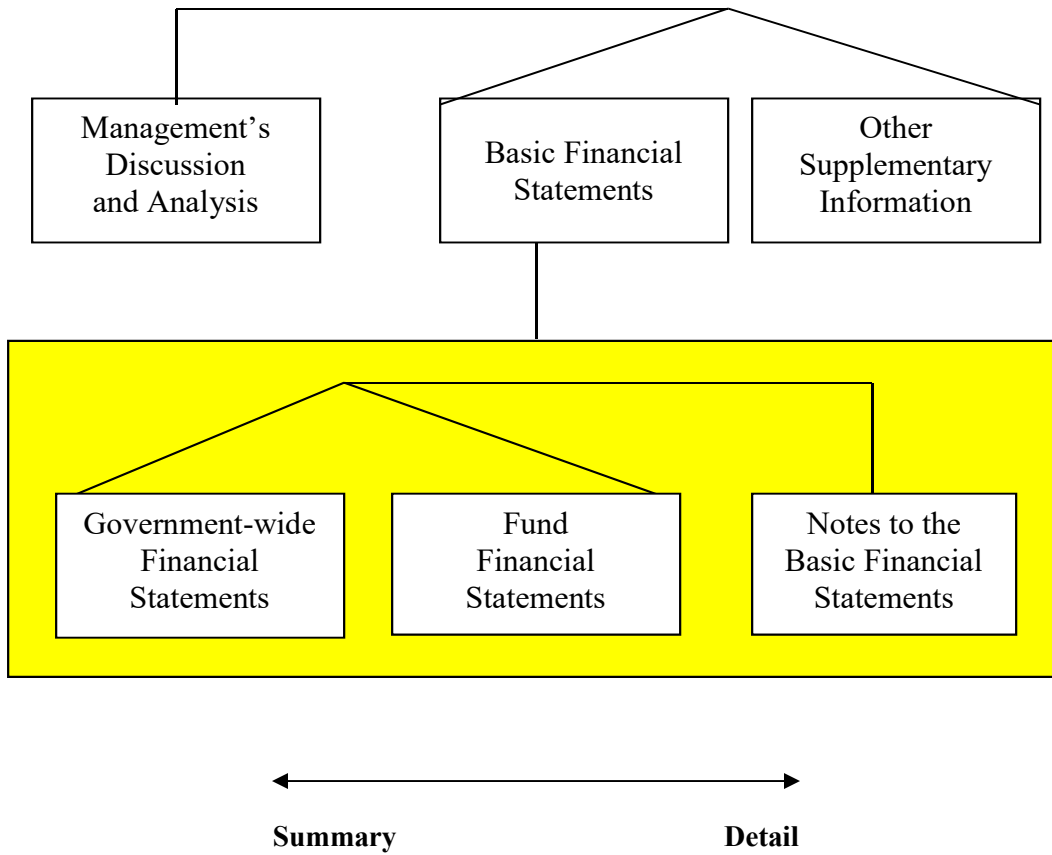 Management’s
Discussion
and Analysis
Basic Financial
Statements
Other
Supplementary
Information
Government-wide
Financial
Statements
Fund
Financial
Statements
Notes to the
Basic Financial
Statements
Summary
Detail